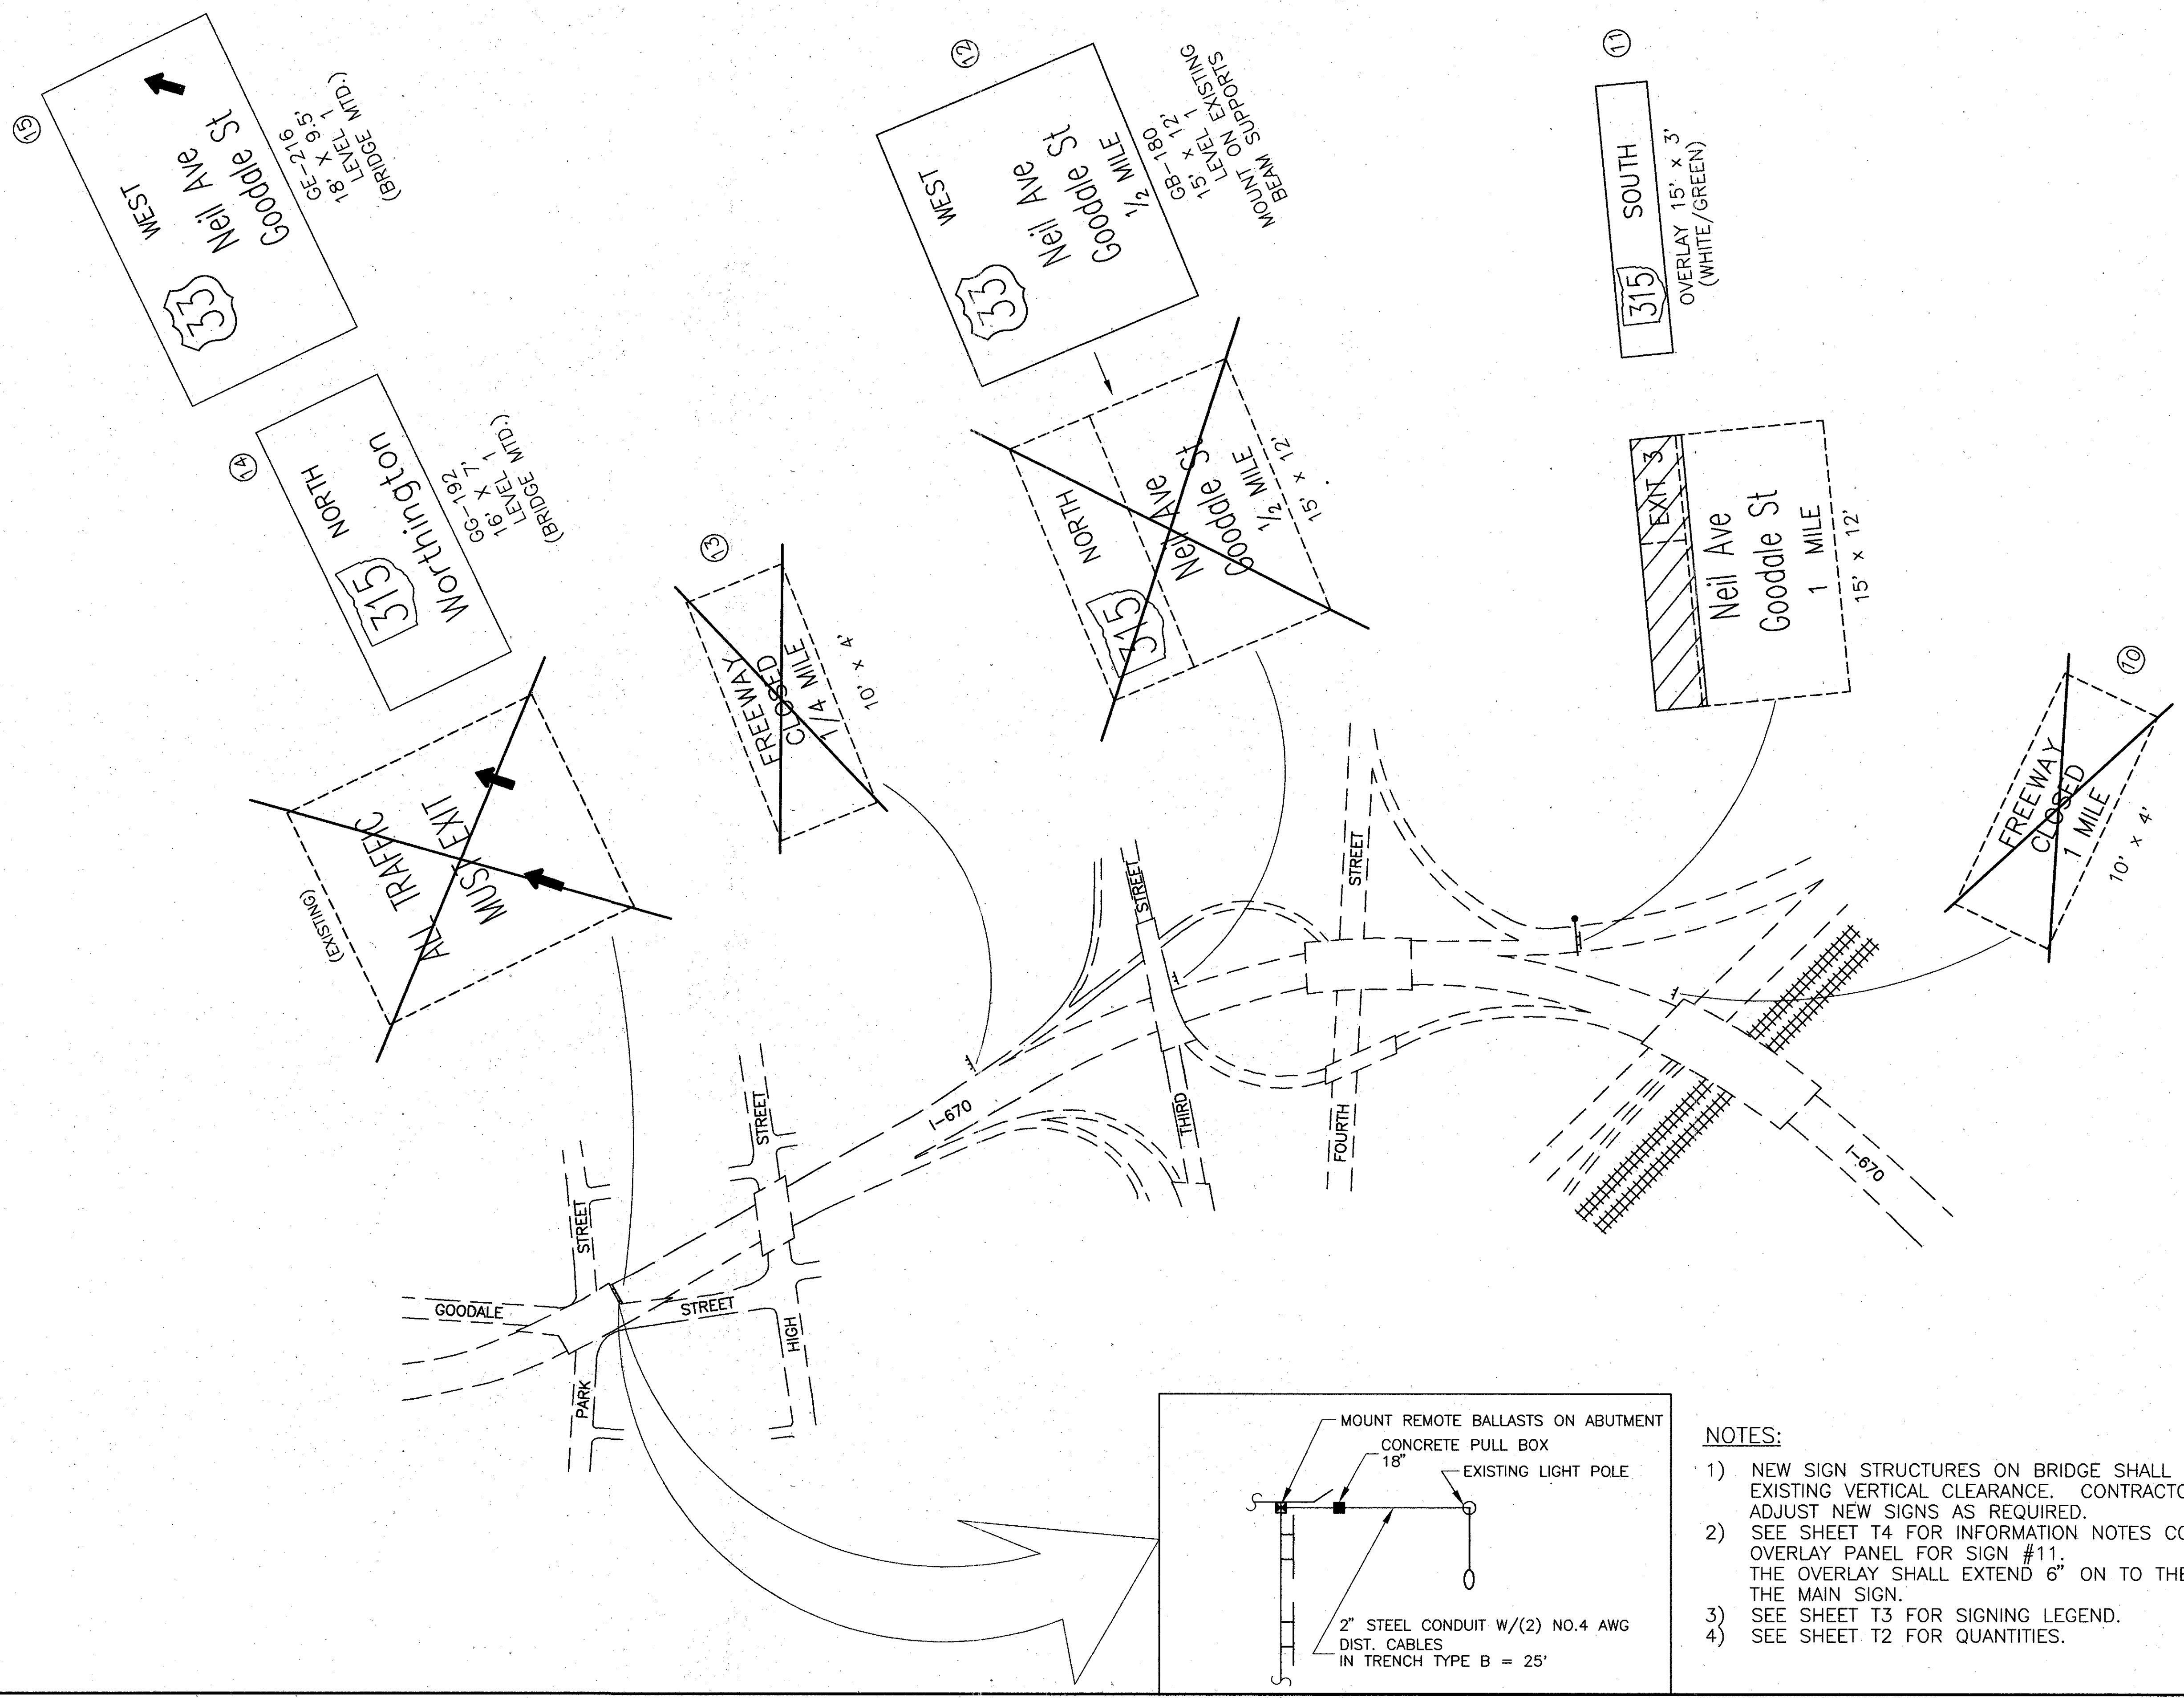 15
WEST
33
Neil Ave
Goodale St
GE-216
18' X 9.5'
LEVEL 1
(BRIDGE MTD.)
14
NORTH
315
Worthington
GG-192
16' X 7'
LEVEL 1
(BRIDGE MTD.)
(EXISTING)
ALL TRAFFIC
MUST EXIT
13
FREEWAY
CLOSED
1/4 MILE
10' x 4'
12
WEST
33
Neil Ave
Goodale St
1/2 MILE
GB-180
15' x 12'
LEVEL 1
MOUNT ON EXISTING
BEAM SUPPORTS
NORTH
315
Neil Ave
Goodale St
1/2 MILE
15' x 12'
11
315 SOUTH
OVERLAY 15' x 3'
(WHITE/GREEN)
EXIT 3
Neil Ave
Goodale St
1 MILE
15' x 12'
10
FREEWAY
CLOSED
1 MILE
10' x 4'
STREET
STREET
STREET
I-670
THIRD
FOURTH
I-670
STREET
GOODALE
STREET
HIGH
PARK
MOUNT REMOTE BALLASTS ON ABUTMENT
CONCRETE PULL BOX
18"
EXISTING LIGHT POLE
2" STEEL CONDUIT W/(2) NO.4 AWG
DIST. CABLES
IN TRENCH TYPE B = 25'
NOTES:
1) NEW SIGN STRUCTURES ON BRIDGE SHALL
EXISTING VERTICAL CLEARANCE. CONTRACTO
ADJUST NEW SIGNS AS REQUIRED.
2) SEE SHEET T4 FOR INFORMATION NOTES CO
OVERLAY PANEL FOR SIGN #11.
THE OVERLAY SHALL EXTEND 6" ON TO THE
THE MAIN SIGN.
3) SEE SHEET T3 FOR SIGNING LEGEND.
4) SEE SHEET T2 FOR QUANTITIES.